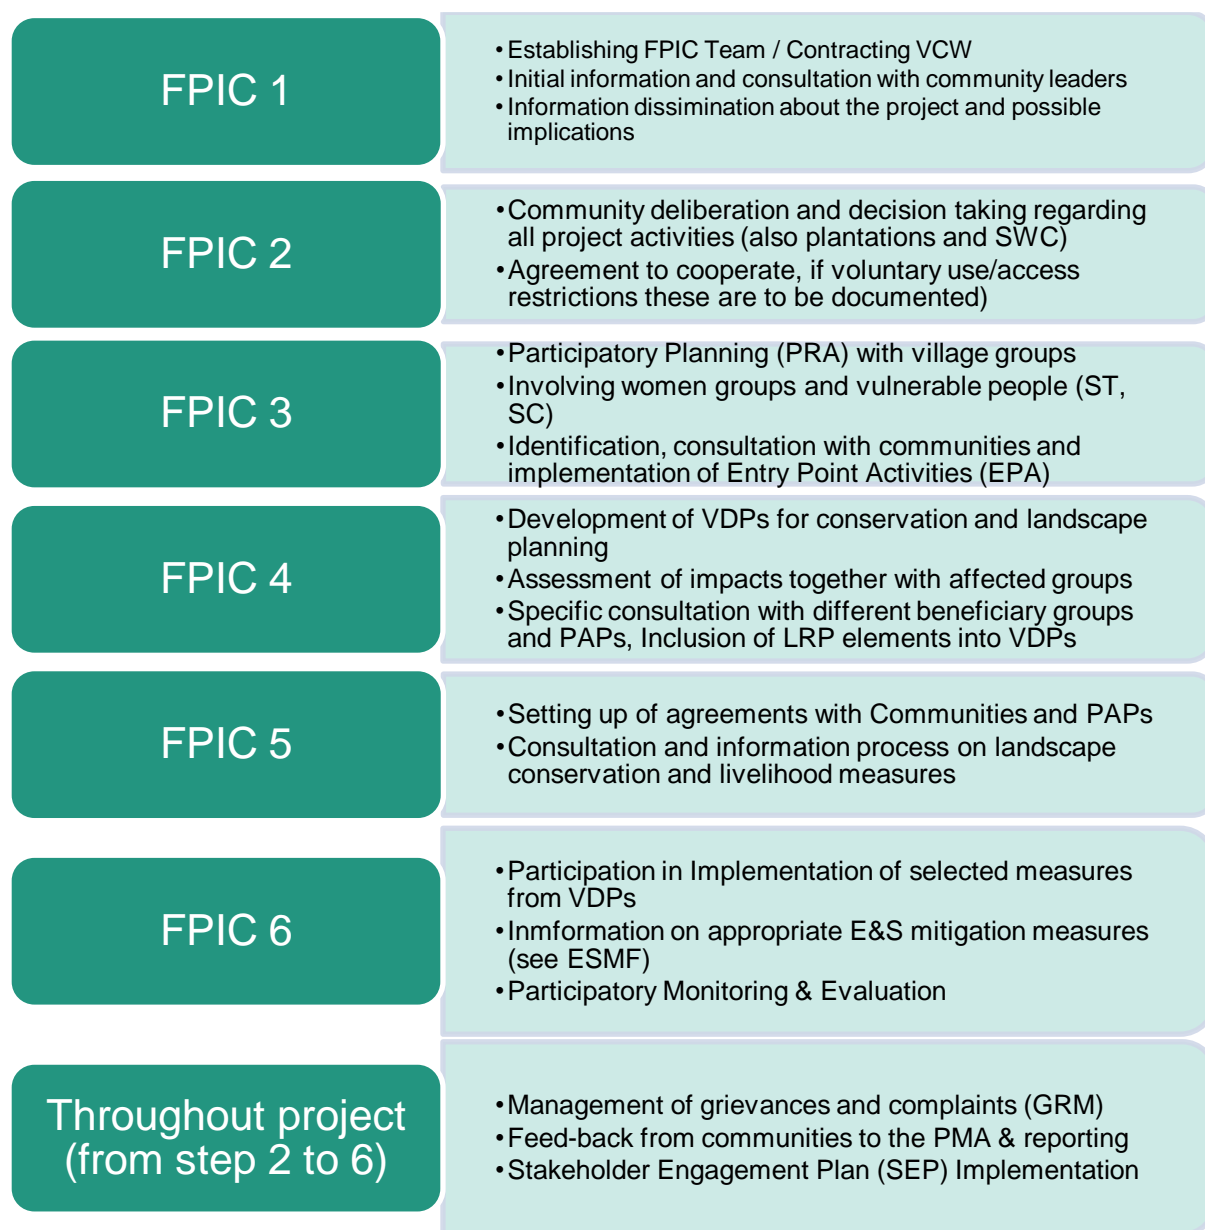 FPIC 1
• Establishing FPIC Team / Contracting VCW
• Initial information and consultation with community leaders
• Information dissimination about the project and possible
implications
FPIC 2
• Community deliberation and decision taking regarding
all project activities (also plantations and SWC)
• Agreement to cooperate, if voluntary use/access
restrictions these are to be documented)
FPIC 3
• Participatory Planning (PRA) with village groups
• Involving women groups and vulnerable people (ST,
SC)
• Identification, consultation with communities and
implementation of Entry Point Activities (EPA)
FPIC 4
• Development of VDPs for conservation and landscape
planning
• Assessment of impacts together with affected groups
• Specific consultation with different beneficiary groups
and PAPs, Inclusion of LRP elements into VDPs
FPIC 5
• Setting up of agreements with Communities and PAPs
• Consultation and information process on landscape
conservation and livelihood measures
FPIC 6
• Participation in Implementation of selected measures
from VDPs
• Inmformation on appropriate E&S mitigation measures
(see ESMF)
• Participatory Monitoring & Evaluation
Throughout project
(from step 2 to 6)
• Management of grievances and complaints (GRM)
• Feed-back from communities to the PMA & reporting
• Stakeholder Engagement Plan (SEP) Implementation